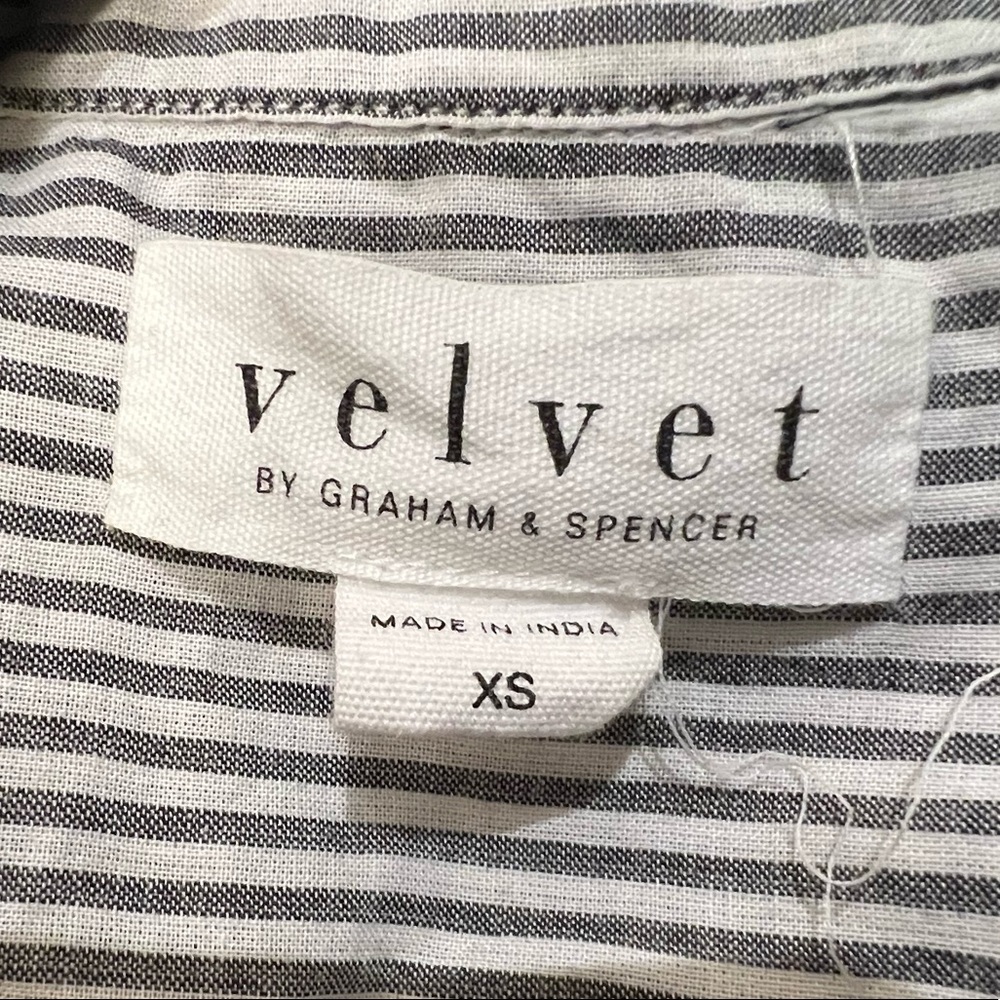 velvet
BY GRAHAM & SPENCER
MADE IN INDIA
XS